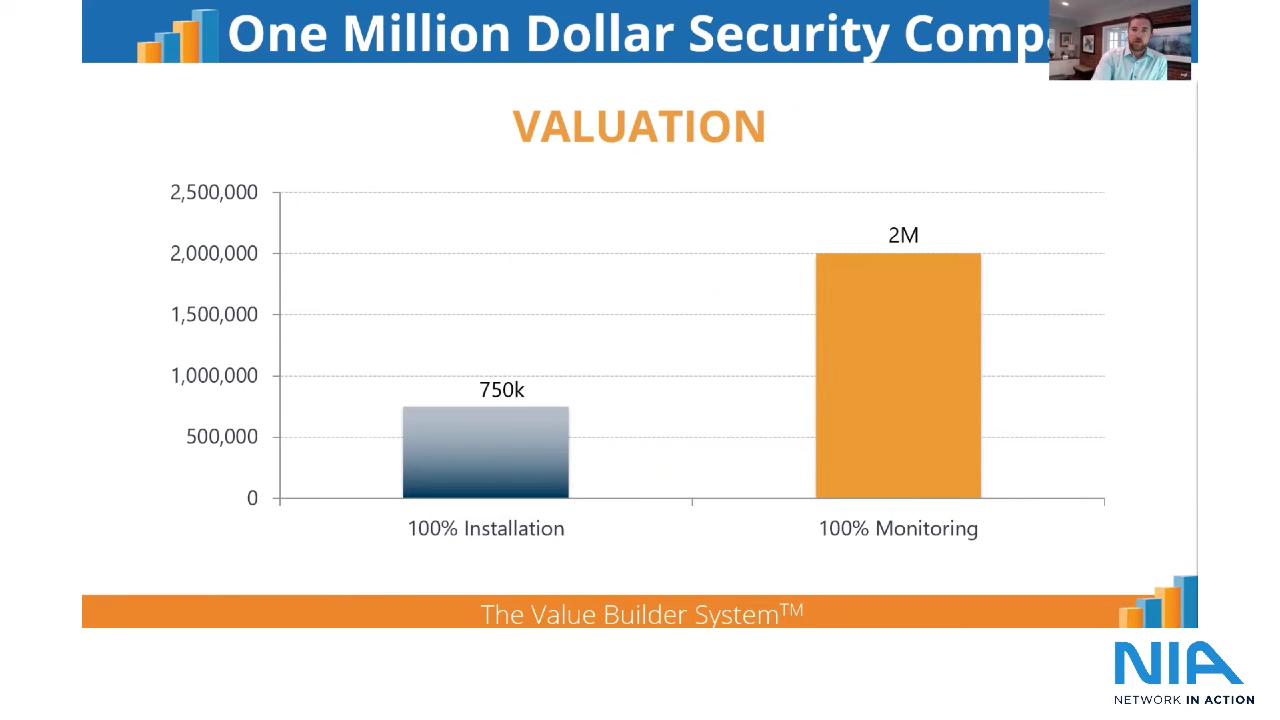 One Million Dollar Security Comp
VALUATION
2,500,000
2,000,000
1,500,000
1,000,000
500,000
0
2M
750k
100% Installation
100% Monitoring
The Value Builder System™
NIA
NETWORK IN ACTION